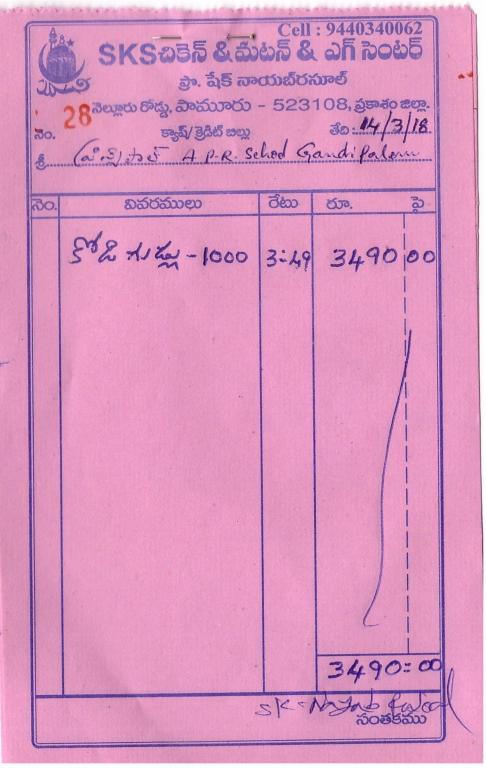 Cell : 9440340062
SKS చికెన్ & మటన్ & ఎగ్ సెంటర్
ప్రొ. షేక్ నాయబ్‌రసూల్
నెల్లూరు రోడ్డు, పామూరు - 523108, ప్రకాశం జిల్లా.
నెం. 28 క్యాష్/క్రెడిట్ బిల్లు తేది: 14/3/18
శ్రీ ప్రిన్సిపాల్ A P.R. School Gandipalem
నెం. వివరములు రేటు రూ. పై
కోడి గుడ్లు - 1000 3=49 3490 00
3490=00
SK. Nayab Rasool
సంతకము